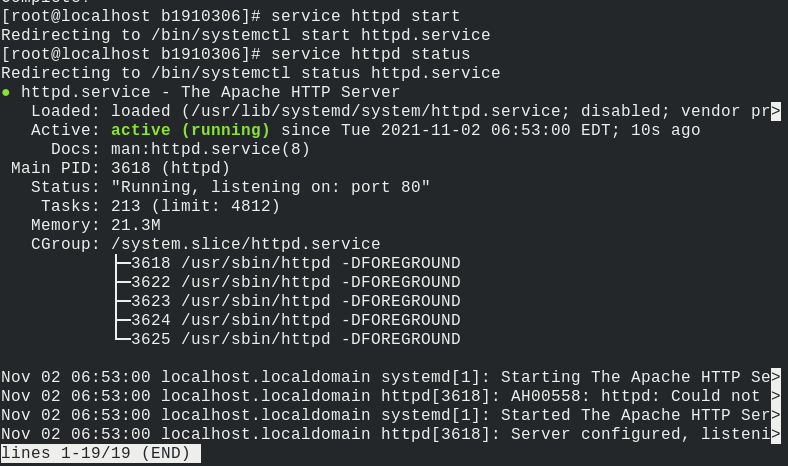 [root@localhost b1910306]# service httpd start
Redirecting to /bin/systemctl start httpd.service
[root@localhost b1910306]# service httpd status
Redirecting to /bin/systemctl status httpd.service
● httpd.service - The Apache HTTP Server
   Loaded: loaded (/usr/lib/systemd/system/httpd.service; disabled; vendor pr>
   Active: active (running) since Tue 2021-11-02 06:53:00 EDT; 10s ago
     Docs: man:httpd.service(8)
 Main PID: 3618 (httpd)
   Status: "Running, listening on: port 80"
    Tasks: 213 (limit: 4812)
   Memory: 21.3M
   CGroup: /system.slice/httpd.service
           ├─3618 /usr/sbin/httpd -DFOREGROUND
           ├─3622 /usr/sbin/httpd -DFOREGROUND
           ├─3623 /usr/sbin/httpd -DFOREGROUND
           ├─3624 /usr/sbin/httpd -DFOREGROUND
           └─3625 /usr/sbin/httpd -DFOREGROUND

Nov 02 06:53:00 localhost.localdomain systemd[1]: Starting The Apache HTTP Se>
Nov 02 06:53:00 localhost.localdomain httpd[3618]: AH00558: httpd: Could not >
Nov 02 06:53:00 localhost.localdomain systemd[1]: Started The Apache HTTP Ser>
Nov 02 06:53:00 localhost.localdomain httpd[3618]: Server configured, listeni>
lines 1-19/19 (END)